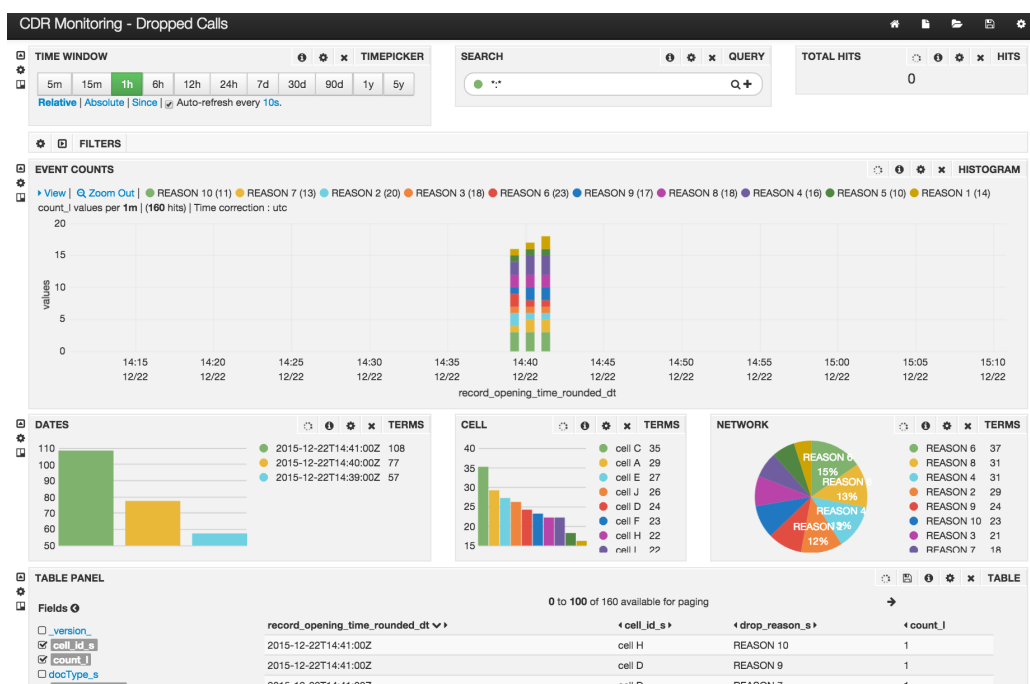 CDR Monitoring - Dropped Calls
TIME WINDOW TIMEPICKER
5m 15m 1h 6h 12h 24h 7d 30d 90d 1y 5y
Relative | Absolute | Since | Auto-refresh every 10s.
SEARCH QUERY
*:*
TOTAL HITS HITS
0
FILTERS
EVENT COUNTS HISTOGRAM
View | Zoom Out | REASON 10 (11) REASON 7 (13) REASON 2 (20) REASON 3 (18) REASON 6 (23) REASON 9 (17) REASON 8 (18) REASON 4 (16) REASON 5 (10) REASON 1 (14)
count_l values per 1m | (160 hits) | Time correction : utc
20
15
10
5
0
values
14:15 14:20 14:25 14:30 14:35 14:40 14:45 14:50 14:55 15:00 15:05 15:10
12/22 12/22 12/22 12/22 12/22 12/22 12/22 12/22 12/22 12/22 12/22 12/22
record_opening_time_rounded_dt
DATES TERMS
110
100
90
80
70
60
50
2015-12-22T14:41:00Z 108
2015-12-22T14:40:00Z 77
2015-12-22T14:39:00Z 57
CELL TERMS
40
35
30
25
20
15
cell C 35
cell A 29
cell E 27
cell J 26
cell D 24
cell F 23
cell H 22
cell I 22
NETWORK TERMS
REASON 6
15%
REASON
13%
REASON 4
REASON
12%
REASON 6 37
REASON 8 31
REASON 4 31
REASON 2 29
REASON 9 24
REASON 10 23
REASON 3 21
REASON 7 18
TABLE PANEL TABLE
Fields
_version_
cell_id_s
count_l
docType_s
0 to 100 of 160 available for paging
record_opening_time_rounded_dt cell_id_s drop_reason_s count_l
2015-12-22T14:41:00Z cell H REASON 10 1
2015-12-22T14:41:00Z cell D REASON 9 1